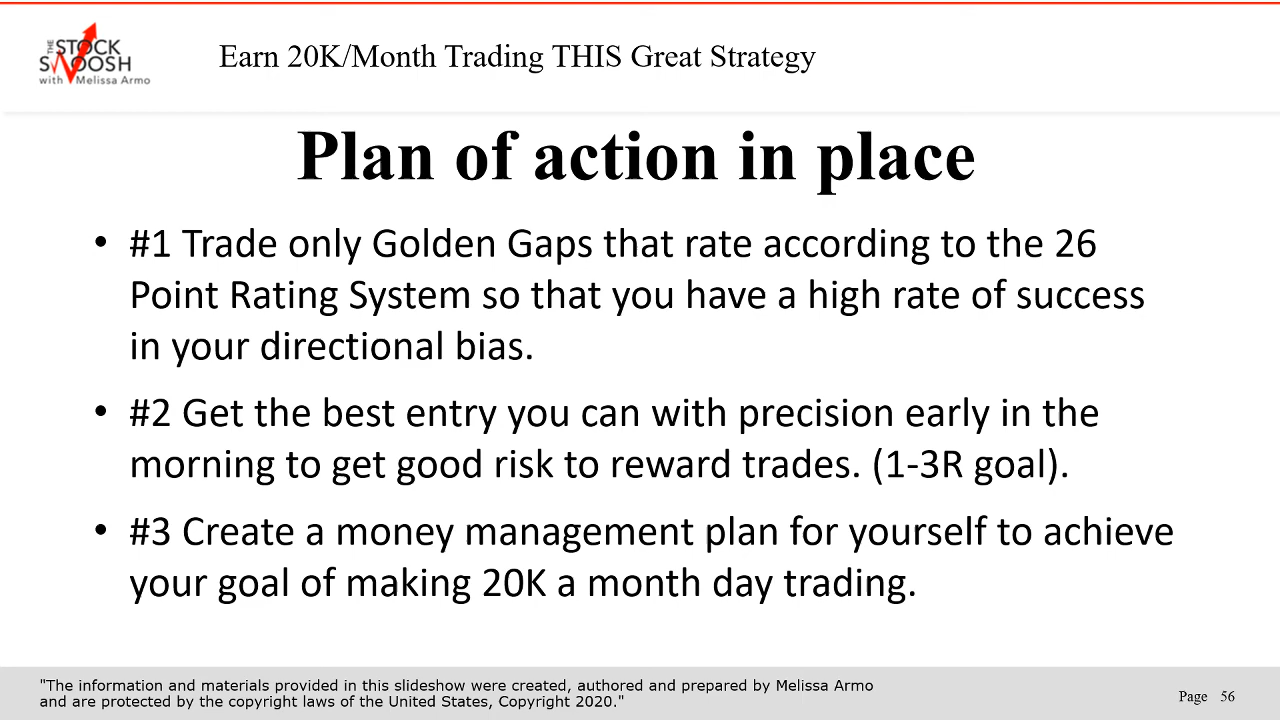 THE
STOCK
SWOOSH
with Melissa Armo
Earn 20K/Month Trading THIS Great Strategy
Plan of action in place
• #1 Trade only Golden Gaps that rate according to the 26
Point Rating System so that you have a high rate of success
in your directional bias.
• #2 Get the best entry you can with precision early in the
morning to get good risk to reward trades. (1-3R goal).
• #3 Create a money management plan for yourself to achieve
your goal of making 20K a month day trading.
"The information and materials provided in this slideshow were created, authored and prepared by Melissa Armo
and are protected by the copyright laws of the United States, Copyright 2020."
Page 56